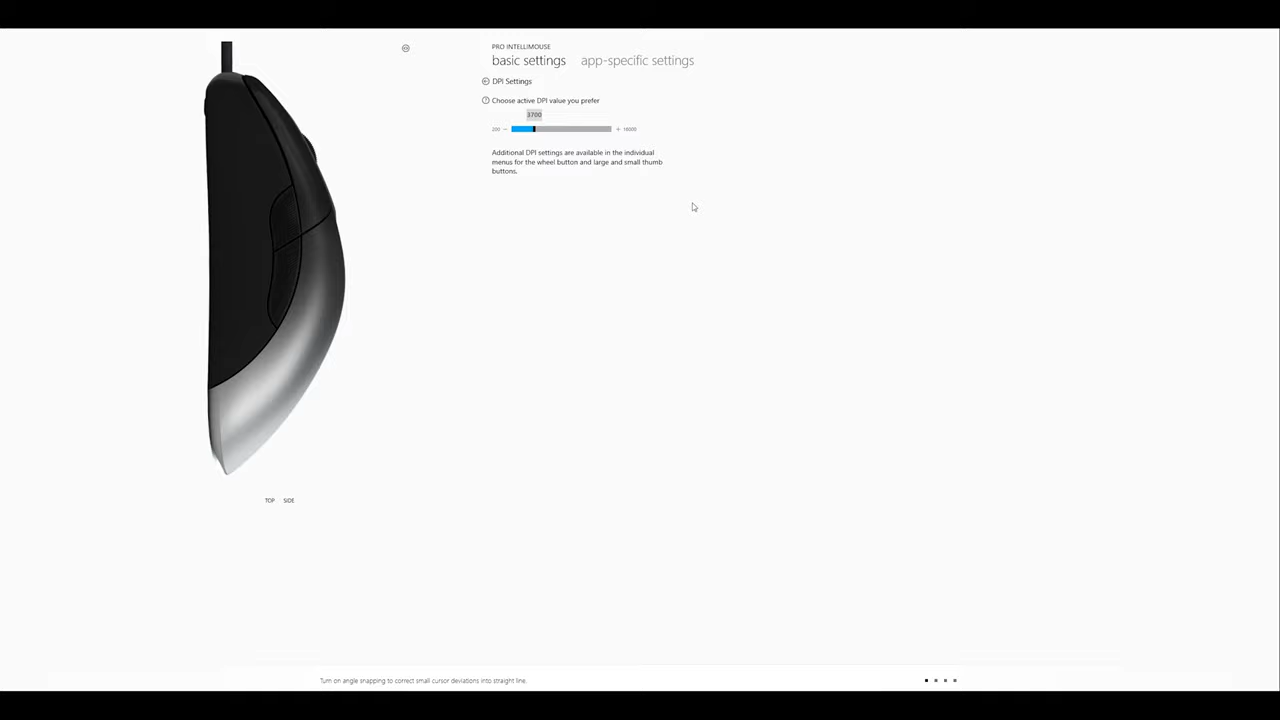 PRO INTELLIMOUSE
basic settings app-specific settings
DPI Settings
? Choose active DPI value you prefer
3700
200 − + 16000
Additional DPI settings are available in the individual
menus for the wheel button and large and small thumb
buttons.
TOP SIDE
Turn on angle snapping to correct small cursor deviations into straight line.